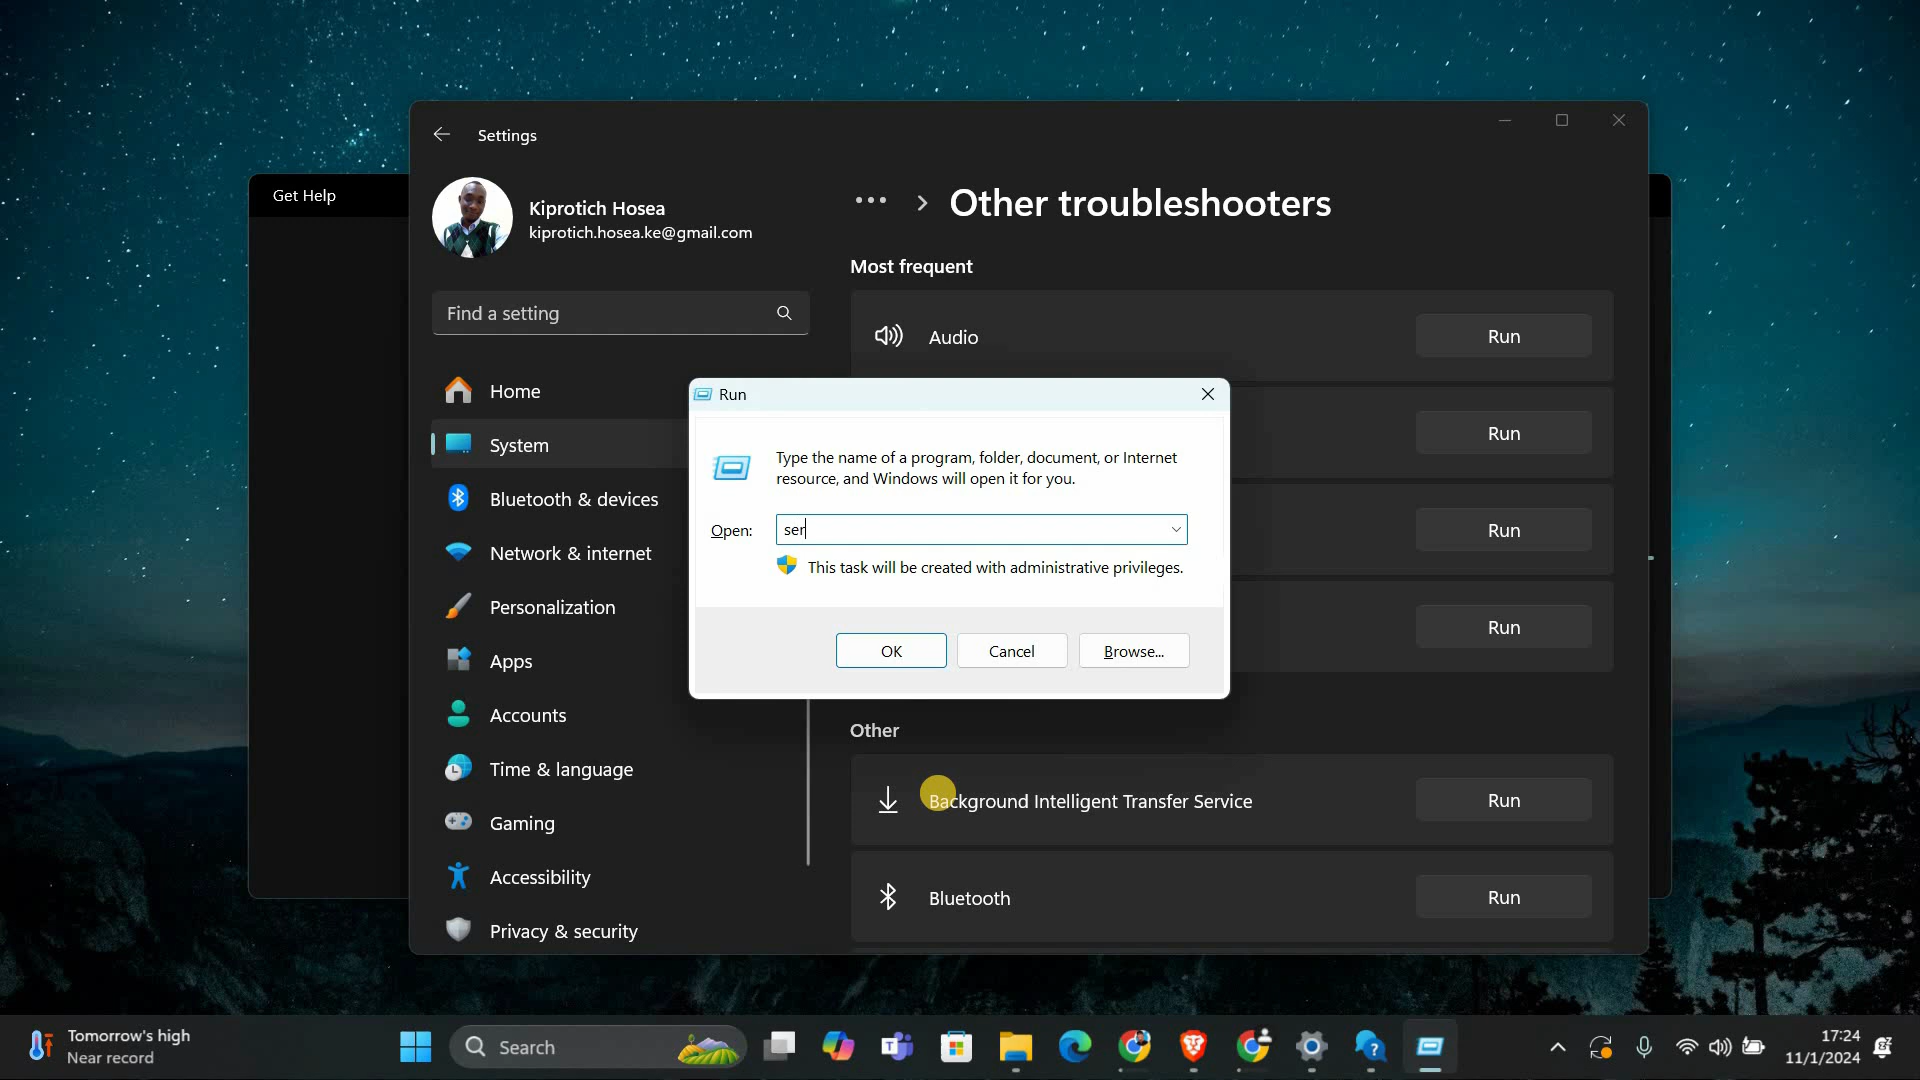 Get Help
Settings
Kiprotich Hosea
kiprotich.hosea.ke@gmail.com
Find a setting
Home
System
Bluetooth & devices
Network & internet
Personalization
Apps
Accounts
Time & language
Gaming
Accessibility
Privacy & security
... > Other troubleshooters
Most frequent
Audio
Run
Run
Run
Run
Other
Background Intelligent Transfer Service
Run
Bluetooth
Run
Run
Type the name of a program, folder, document, or Internet
resource, and Windows will open it for you.
Open: ser
This task will be created with administrative privileges.
OK Cancel Browse...
Tomorrow's high
Near record
Search
17:24
11/1/2024